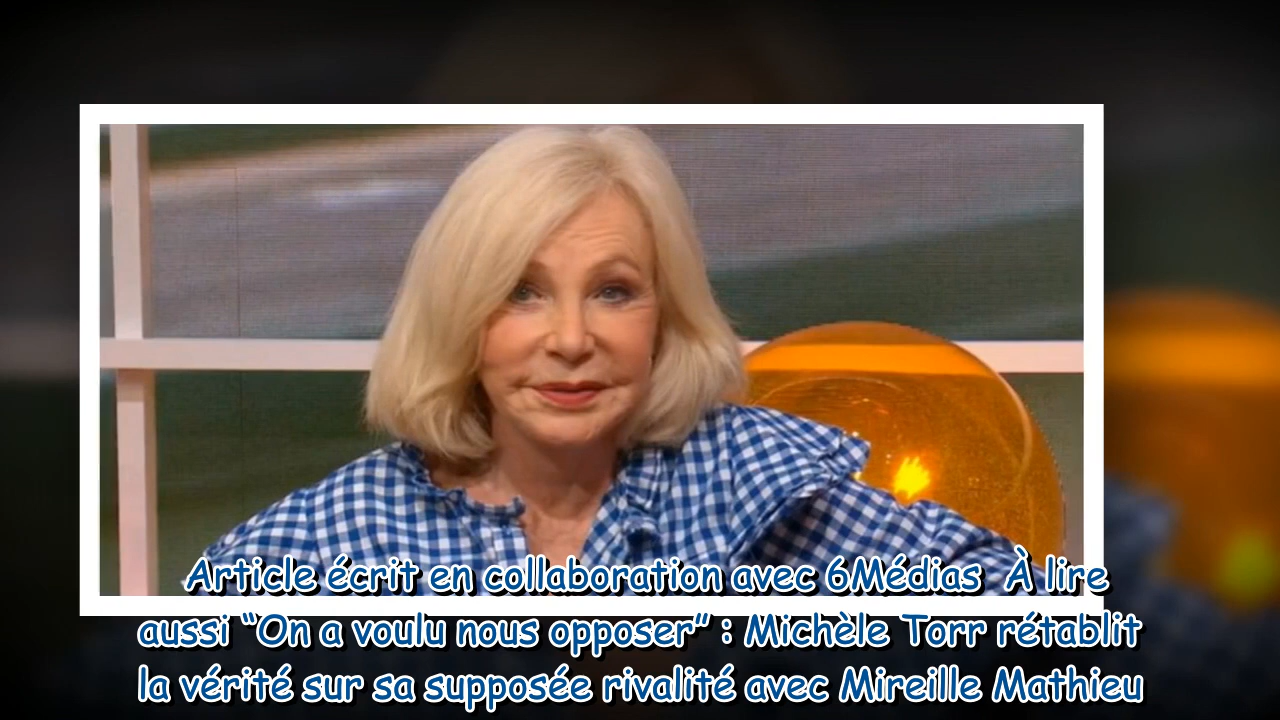 Article écrit en collaboration avec 6Médias  À lire
aussi “On a voulu nous opposer” : Michèle Torr rétablit
la vérité sur sa supposée rivalité avec Mireille Mathieu